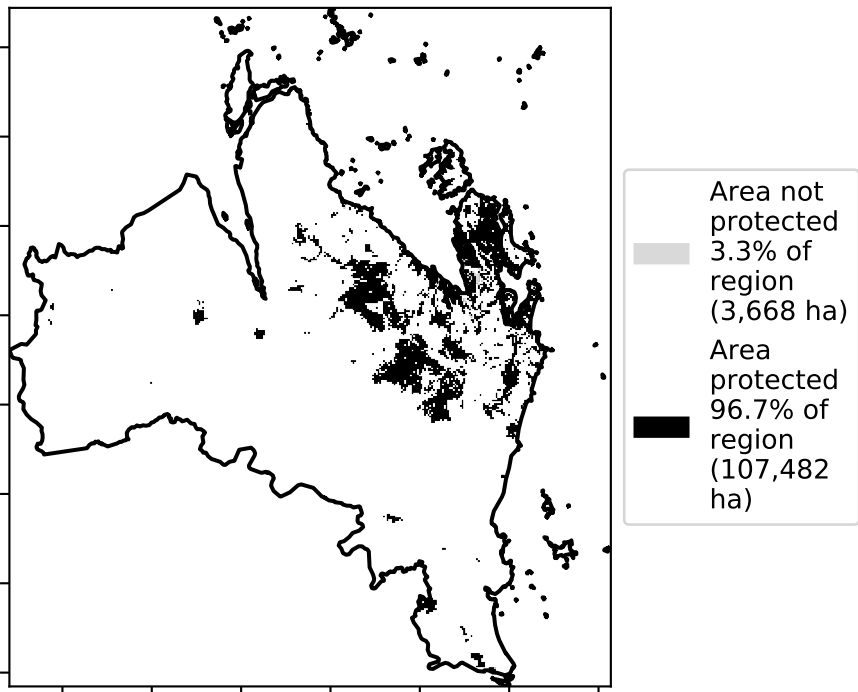 Area not
protected
3.3% of
region
(3,668 ha)
Area
protected
96.7% of
region
(107,482
ha)